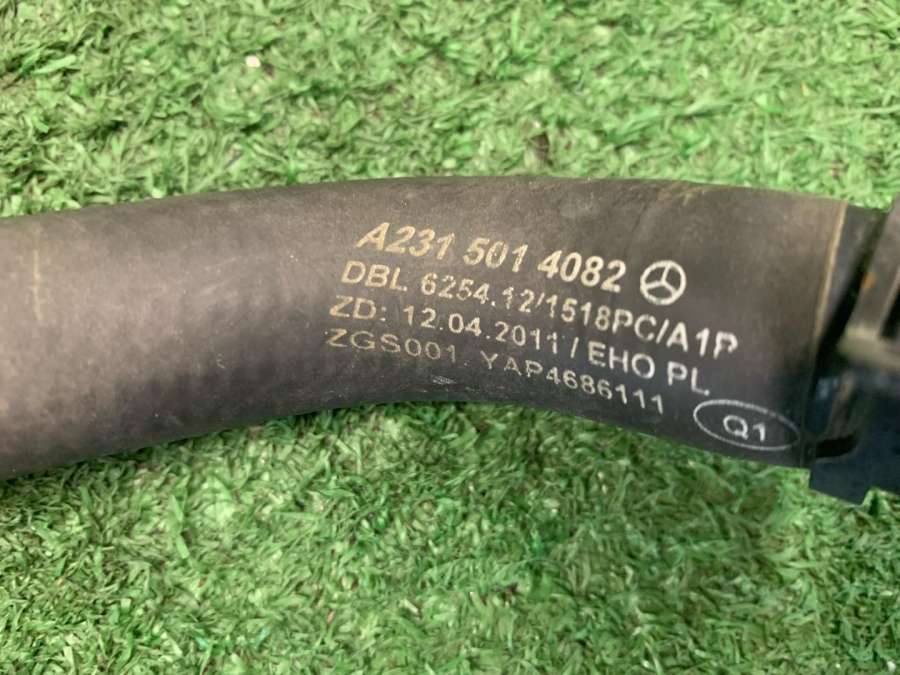 A231 501 4082
DBL 6254.12/1518PC/A1P
ZD: 12.04.2011 / EHO PL
ZGS001 YAP4686111
Q1